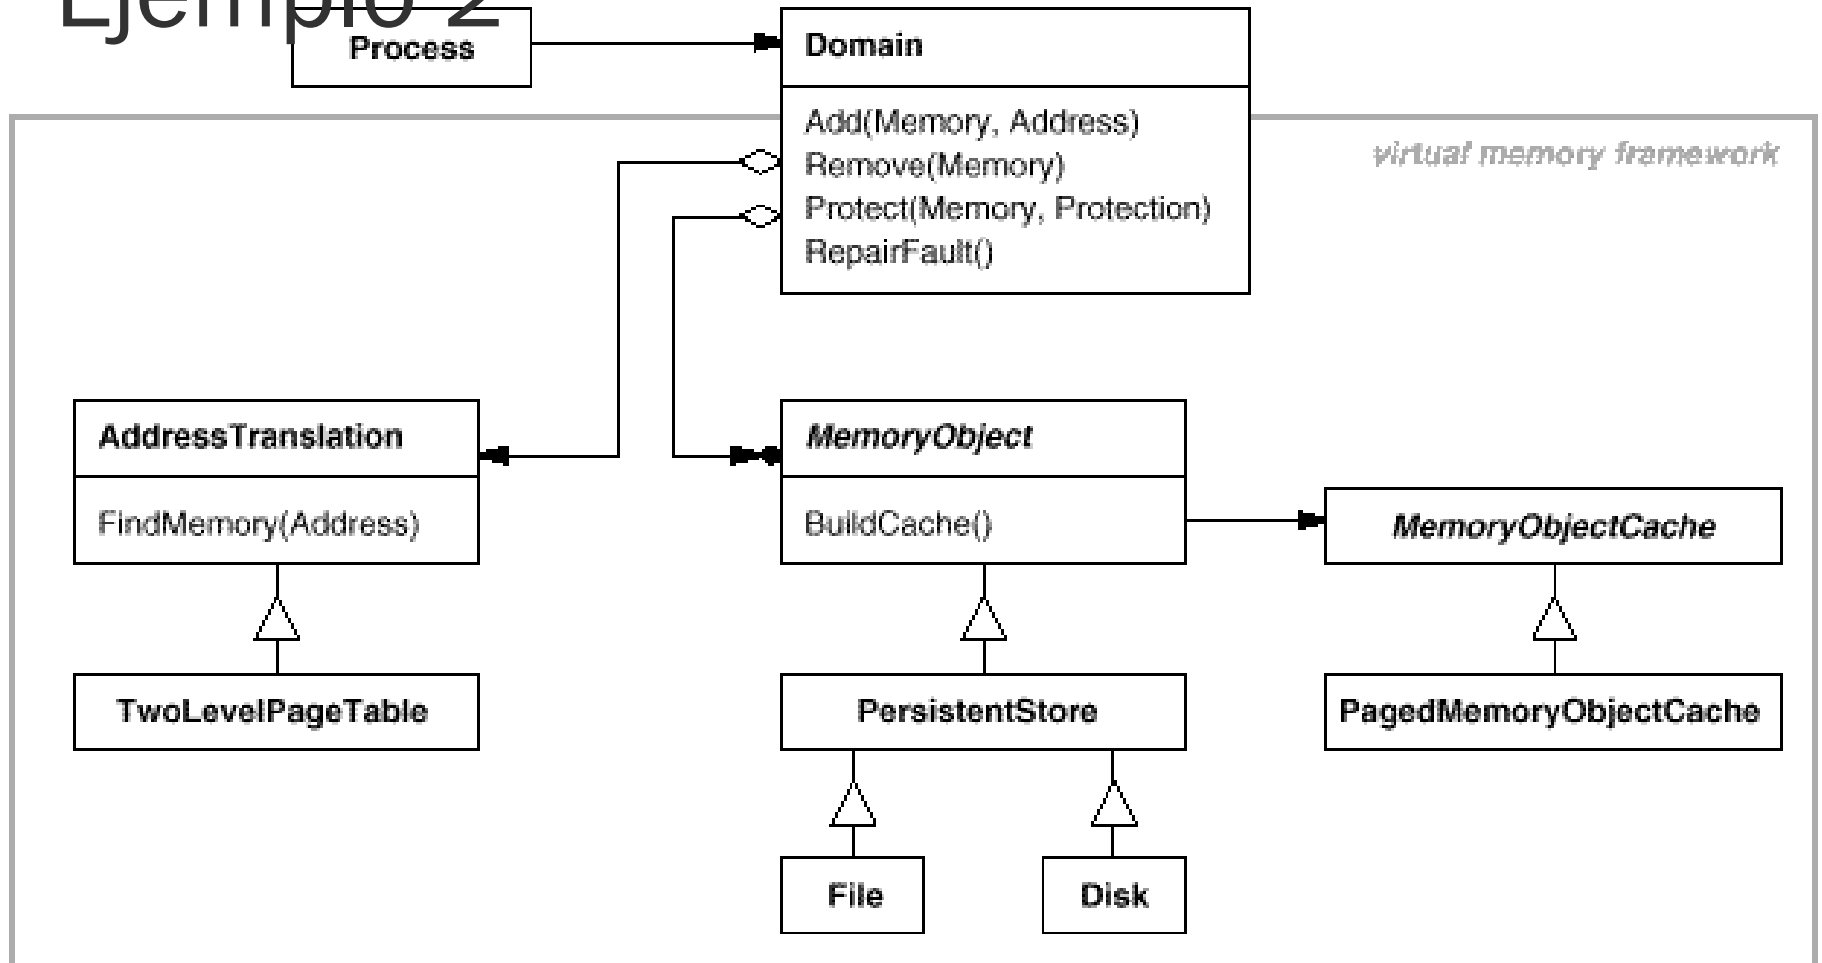 Ejemplo 2
Process
Domain
Add(Memory, Address)
Remove(Memory)
Protect(Memory, Protection)
RepairFault()
virtual memory framework
AddressTranslation
FindMemory(Address)
MemoryObject
BuildCache()
MemoryObjectCache
TwoLevelPageTable
PersistentStore
PagedMemoryObjectCache
File
Disk